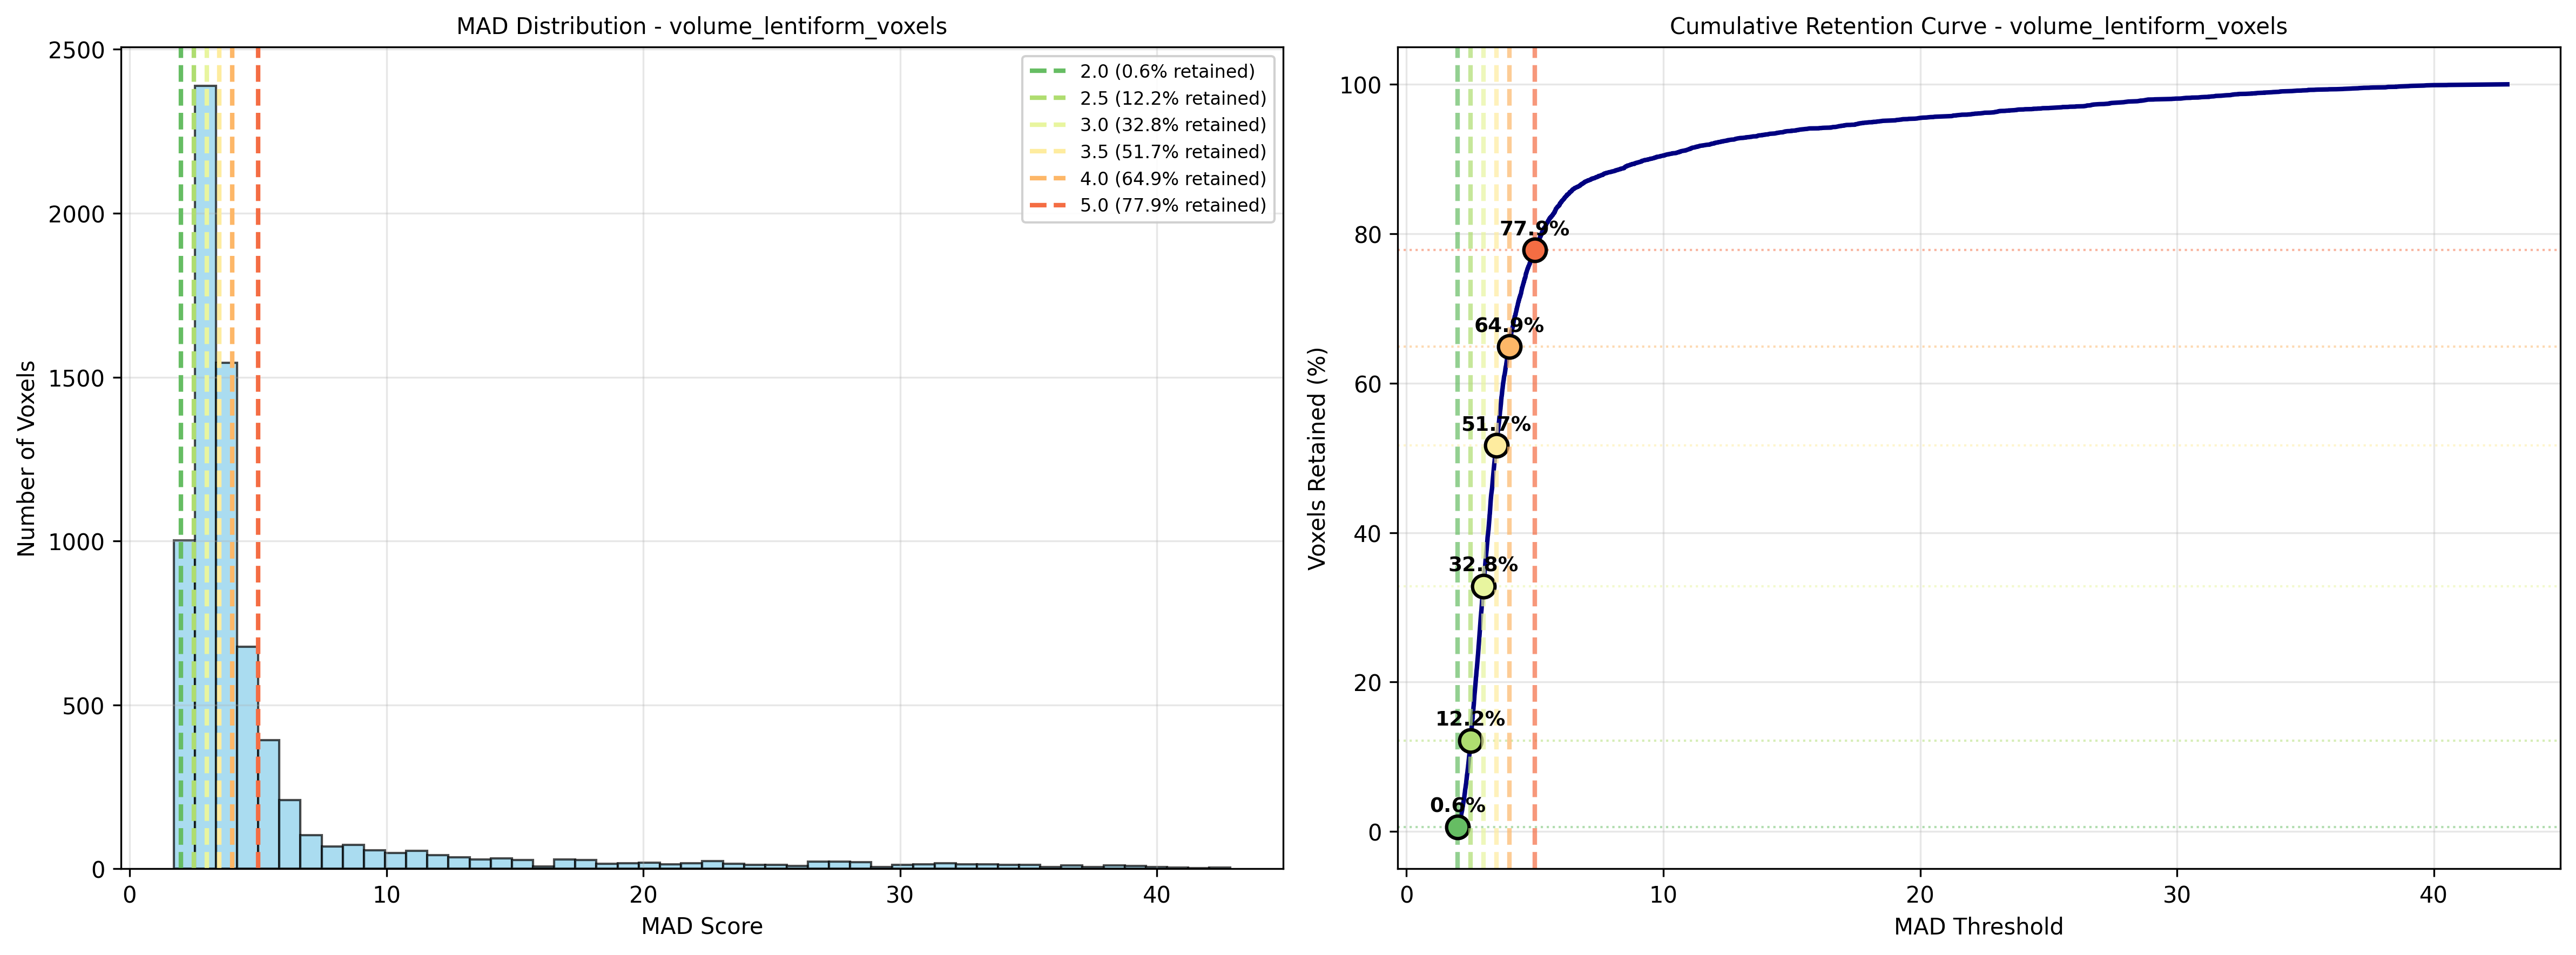 MAD Distribution - volume_lentiform_voxels
2500
2000
1500
1000
500
0
Number of Voxels
0 10 20 30 40
MAD Score
2.0 (0.6% retained)
2.5 (12.2% retained)
3.0 (32.8% retained)
3.5 (51.7% retained)
4.0 (64.9% retained)
5.0 (77.9% retained)
Cumulative Retention Curve - volume_lentiform_voxels
100
80
60
40
20
0
Voxels Retained (%)
77.9%
64.9%
51.7%
32.8%
12.2%
0.6%
0 10 20 30 40
MAD Threshold